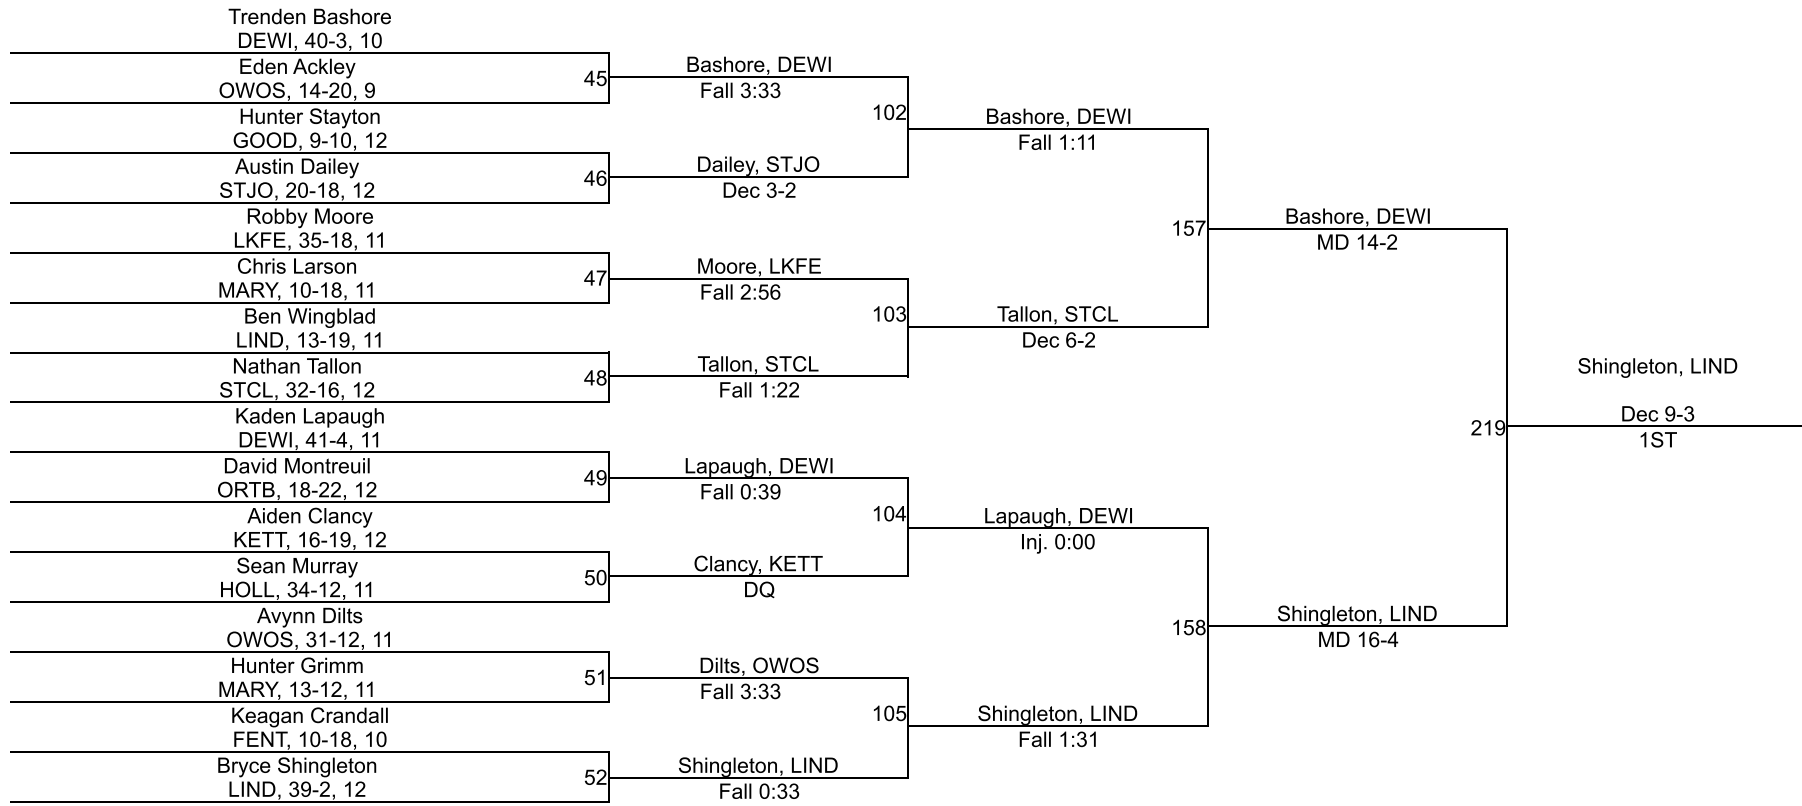 Trenden Bashore
DEWI, 40-3, 10
Eden Ackley
OWOS, 14-20, 9
Hunter Stayton
GOOD, 9-10, 12
Austin Dailey
STJO, 20-18, 12
Robby Moore
LKFE, 35-18, 11
Chris Larson
MARY, 10-18, 11
Ben Wingblad
LIND, 13-19, 11
Nathan Tallon
STCL, 32-16, 12
Kaden Lapaugh
DEWI, 41-4, 11
David Montreuil
ORTB, 18-22, 12
Aiden Clancy
KETT, 16-19, 12
Sean Murray
HOLL, 34-12, 11
Avynn Dilts
OWOS, 31-12, 11
Hunter Grimm
MARY, 13-12, 11
Keagan Crandall
FENT, 10-18, 10
Bryce Shingleton
LIND, 39-2, 12
45
46
47
48
49
50
51
52
Bashore, DEWI
Fall 3:33
Dailey, STJO
Dec 3-2
Moore, LKFE
Fall 2:56
Tallon, STCL
Fall 1:22
Lapaugh, DEWI
Fall 0:39
Clancy, KETT
DQ
Dilts, OWOS
Fall 3:33
Shingleton, LIND
Fall 0:33
102
103
104
105
Bashore, DEWI
Fall 1:11
Tallon, STCL
Dec 6-2
Lapaugh, DEWI
Inj. 0:00
Shingleton, LIND
Fall 1:31
157
158
Bashore, DEWI
MD 14-2
Shingleton, LIND
MD 16-4
219
Shingleton, LIND
Dec 9-3
1ST